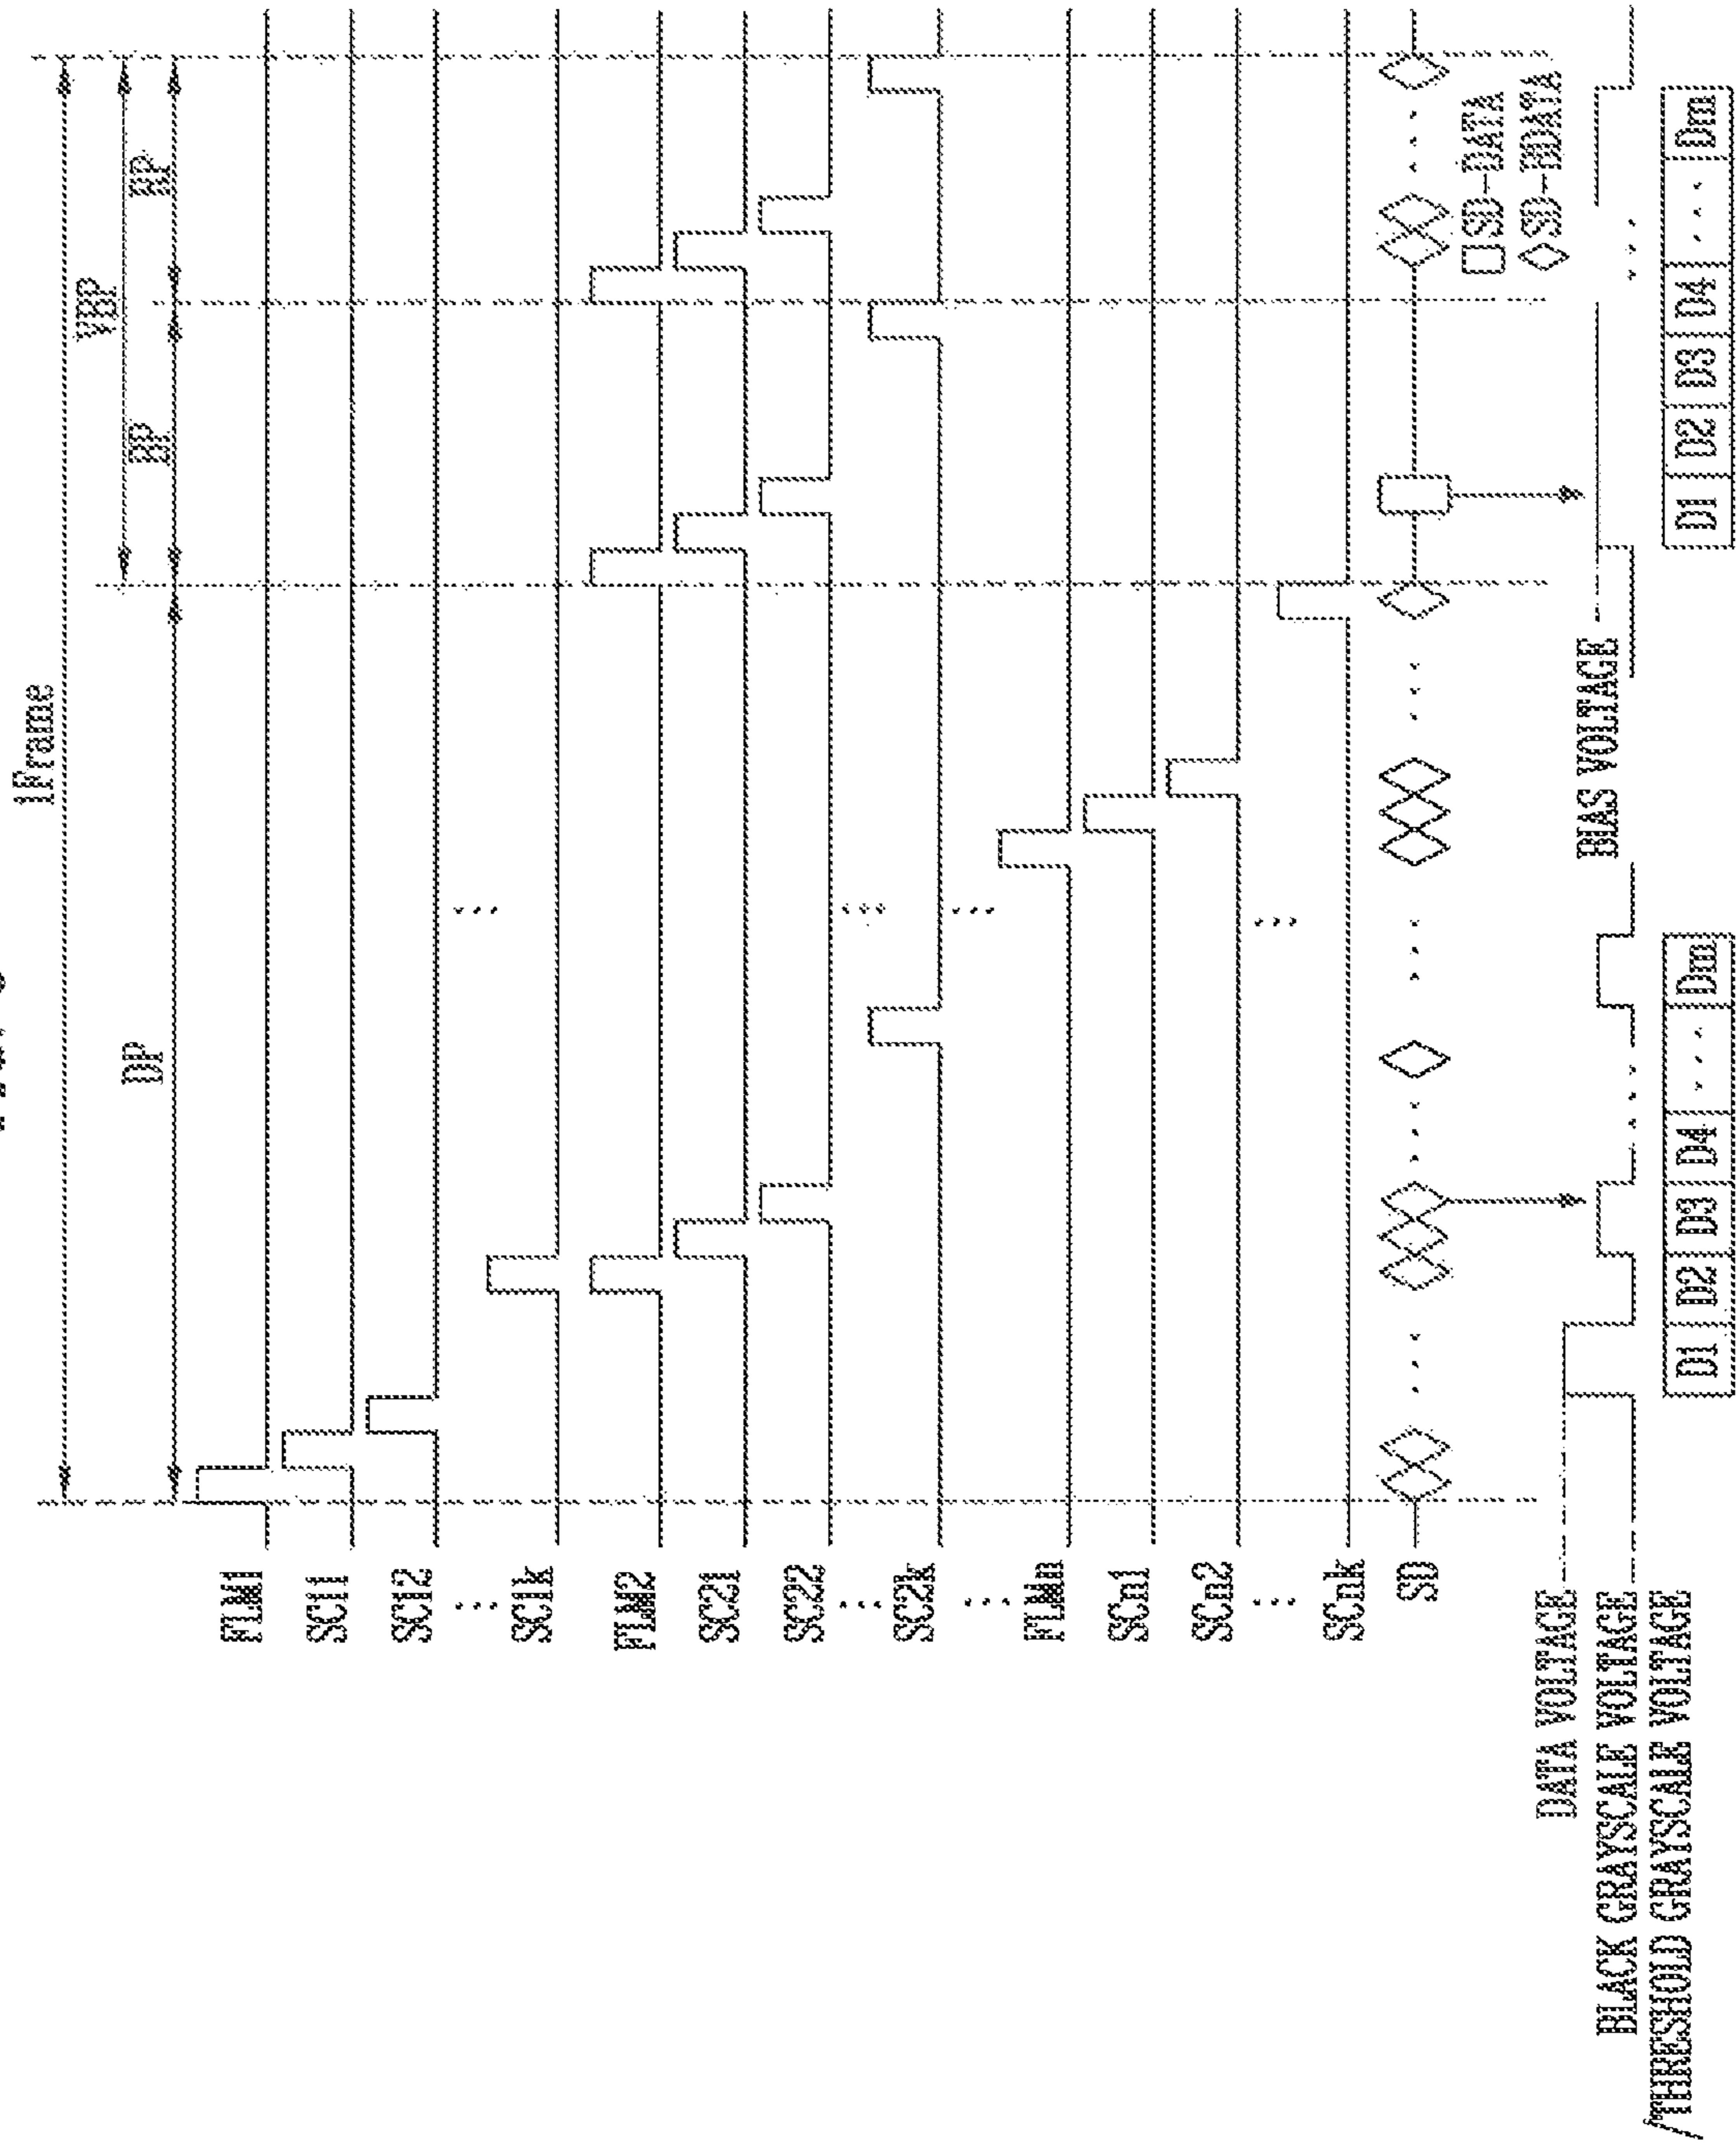 1Frame
VBP
DP
BP
HP
FLM1
SC11
SC12
...
SC1k
FLM2
SC21
SC22
...
SC2k
...
FLMn
SCn1
SCn2
...
SCnk
SD
SD-DATA
SD-BDATA
DATA VOLTAGE
BLACK GRAYSCALE VOLTAGE
/THRESHOLD GRAYSCALE VOLTAGE
BIAS VOLTAGE
D1 D2 D3 D4 ... Dm
D1 D2 D3 D4 ... Dm